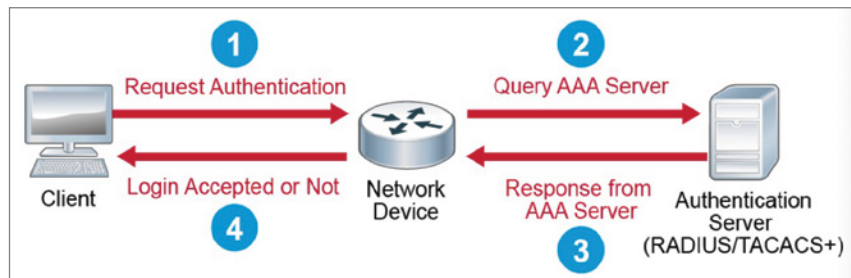 1
Request Authentication
2
Query AAA Server
Client
Login Accepted or Not
4
Network
Device
Response from
AAA Server
3
Authentication
Server
(RADIUS/TACACS+)